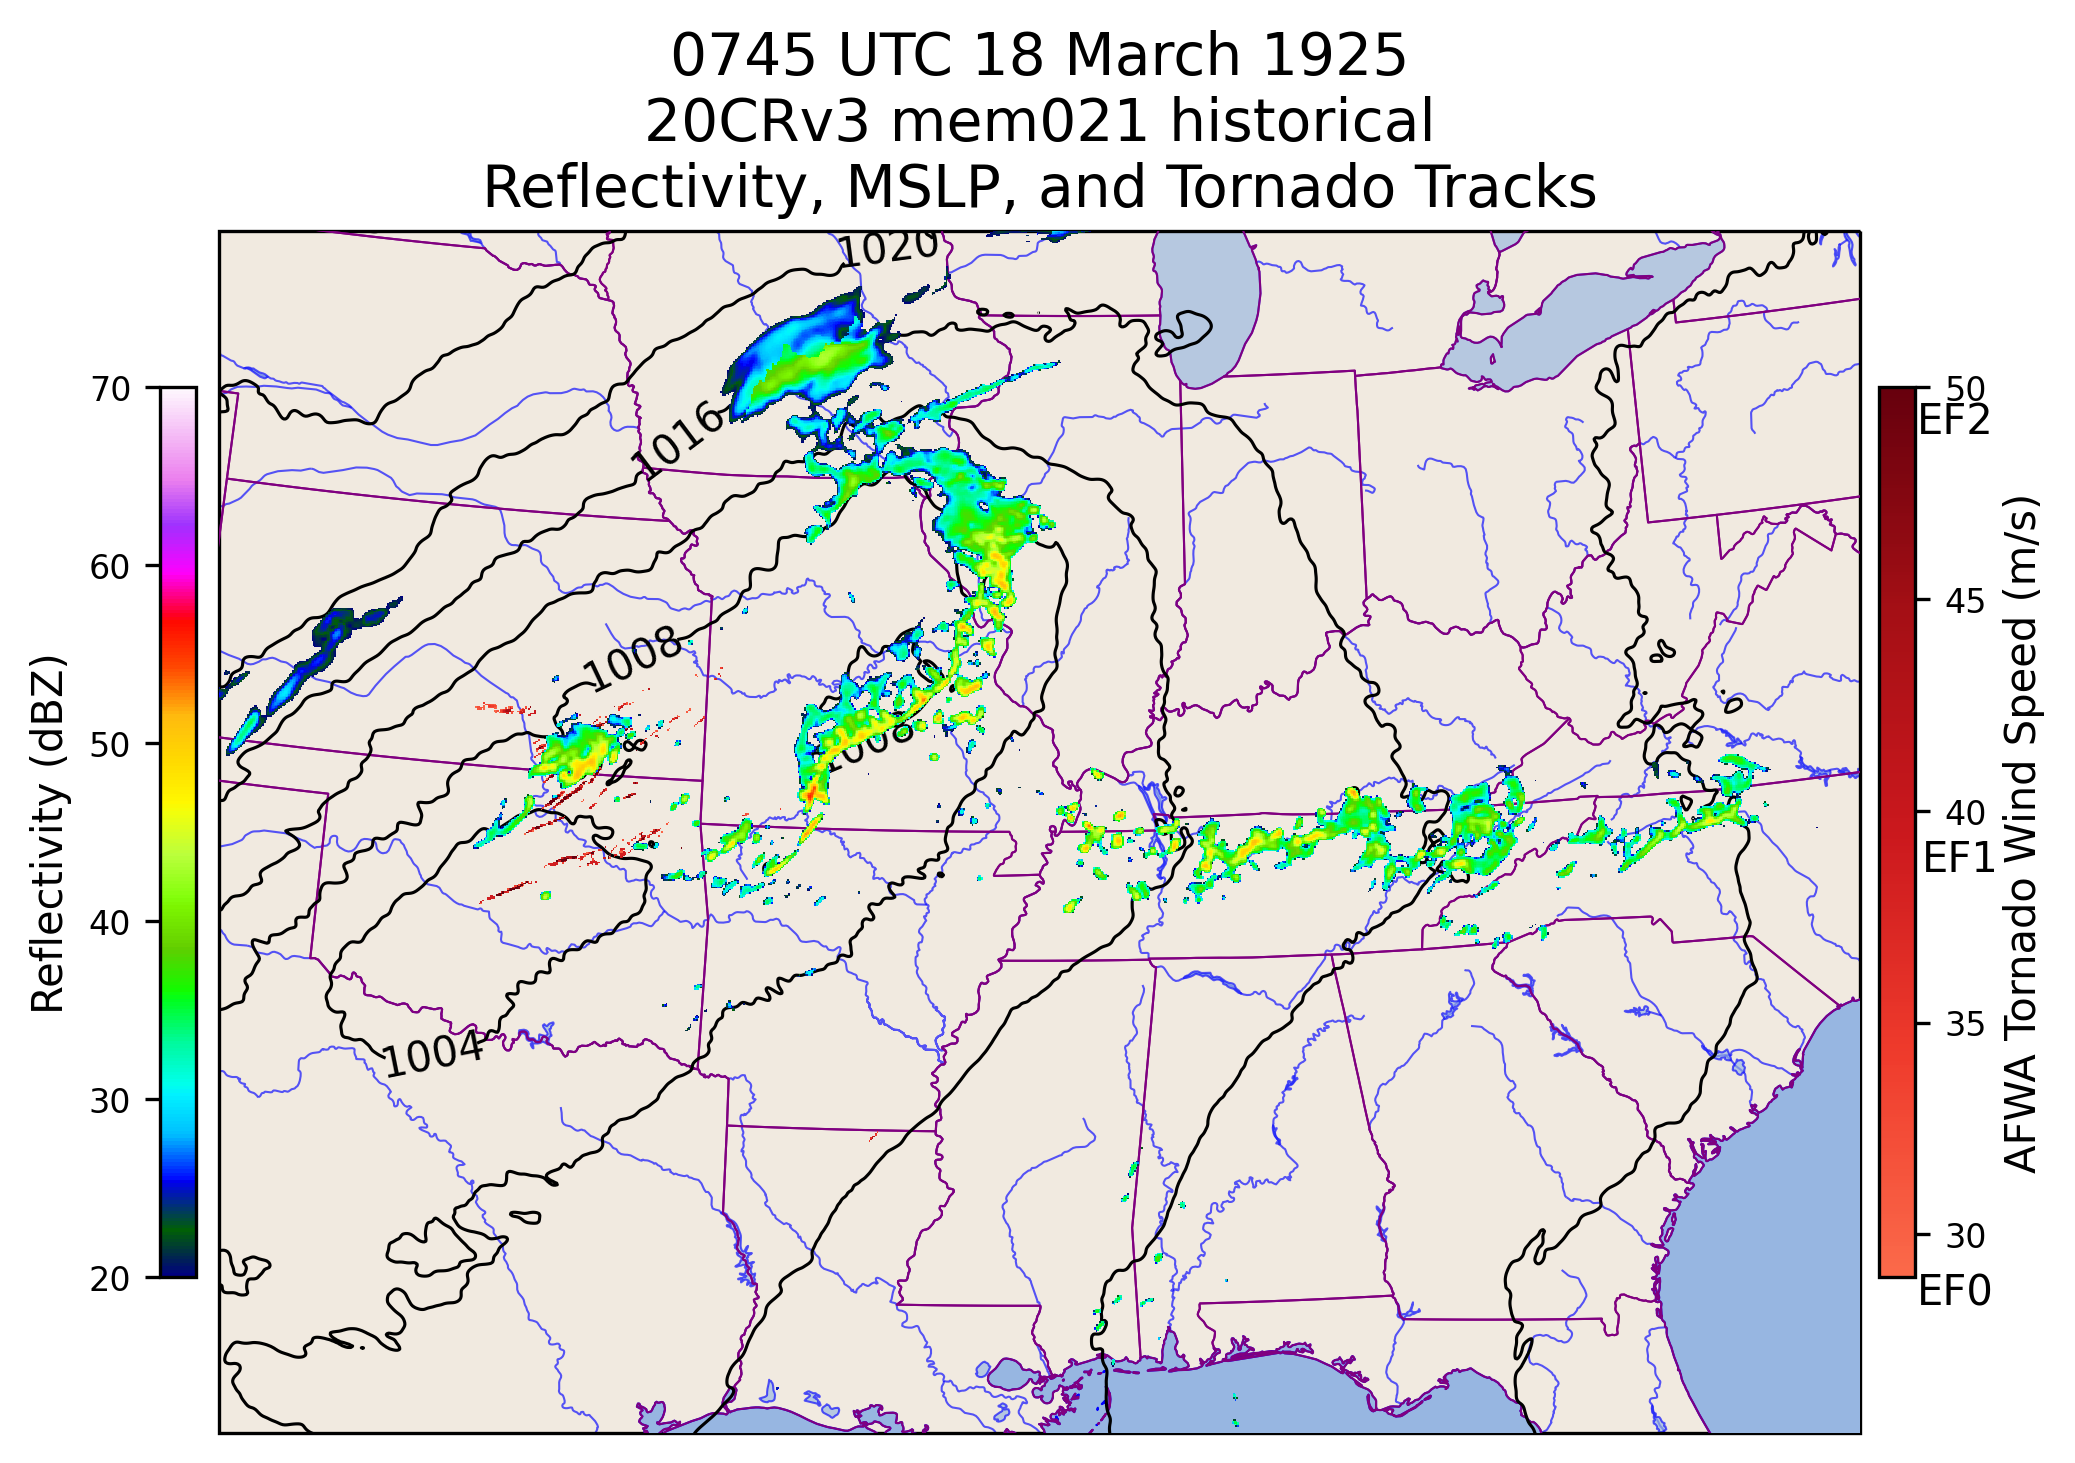 0745 UTC 18 March 1925
20CRv3 mem021 historical
Reflectivity, MSLP, and Tornado Tracks
1020
1016
1008
1008
1004
70
60
50
40
30
20
Reflectivity (dBZ)
50
EF2
45
40
EF1
35
30
EF0
AFWA Tornado Wind Speed (m/s)